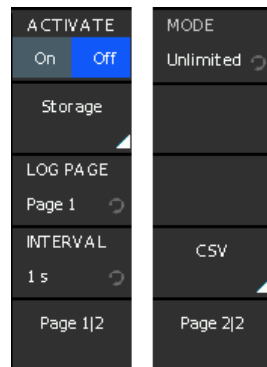 ACTIVATE
On Off
Storage
LOG PAGE
Page 1
INTERVAL
1 s
Page 1|2
MODE
Unlimited
CSV
Page 2|2